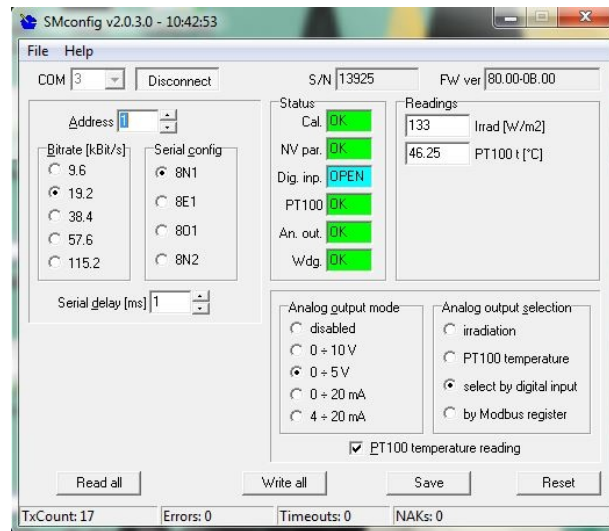 SMconfig v2.0.3.0 - 10:42:53
File Help
COM 3 Disconnect S/N 13925 FW ver 80.00-0B.00
Address 1
Bitrate [kBit/s]
9.6
19.2
38.4
57.6
115.2
Serial config
8N1
8E1
8O1
8N2
Serial delay [ms] 1
Status
Cal. OK
NV par. OK
Dig. inp. OPEN
PT100 OK
An. out. OK
Wdg. OK
Readings
133 Irrad [W/m2]
46.25 PT100 t [°C]
Analog output mode
disabled
0 ÷ 10 V
0 ÷ 5 V
0 ÷ 20 mA
4 ÷ 20 mA
Analog output selection
irradiation
PT100 temperature
select by digital input
by Modbus register
PT100 temperature reading
Read all Write all Save Reset
TxCount: 17 Errors: 0 Timeouts: 0 NAKs: 0